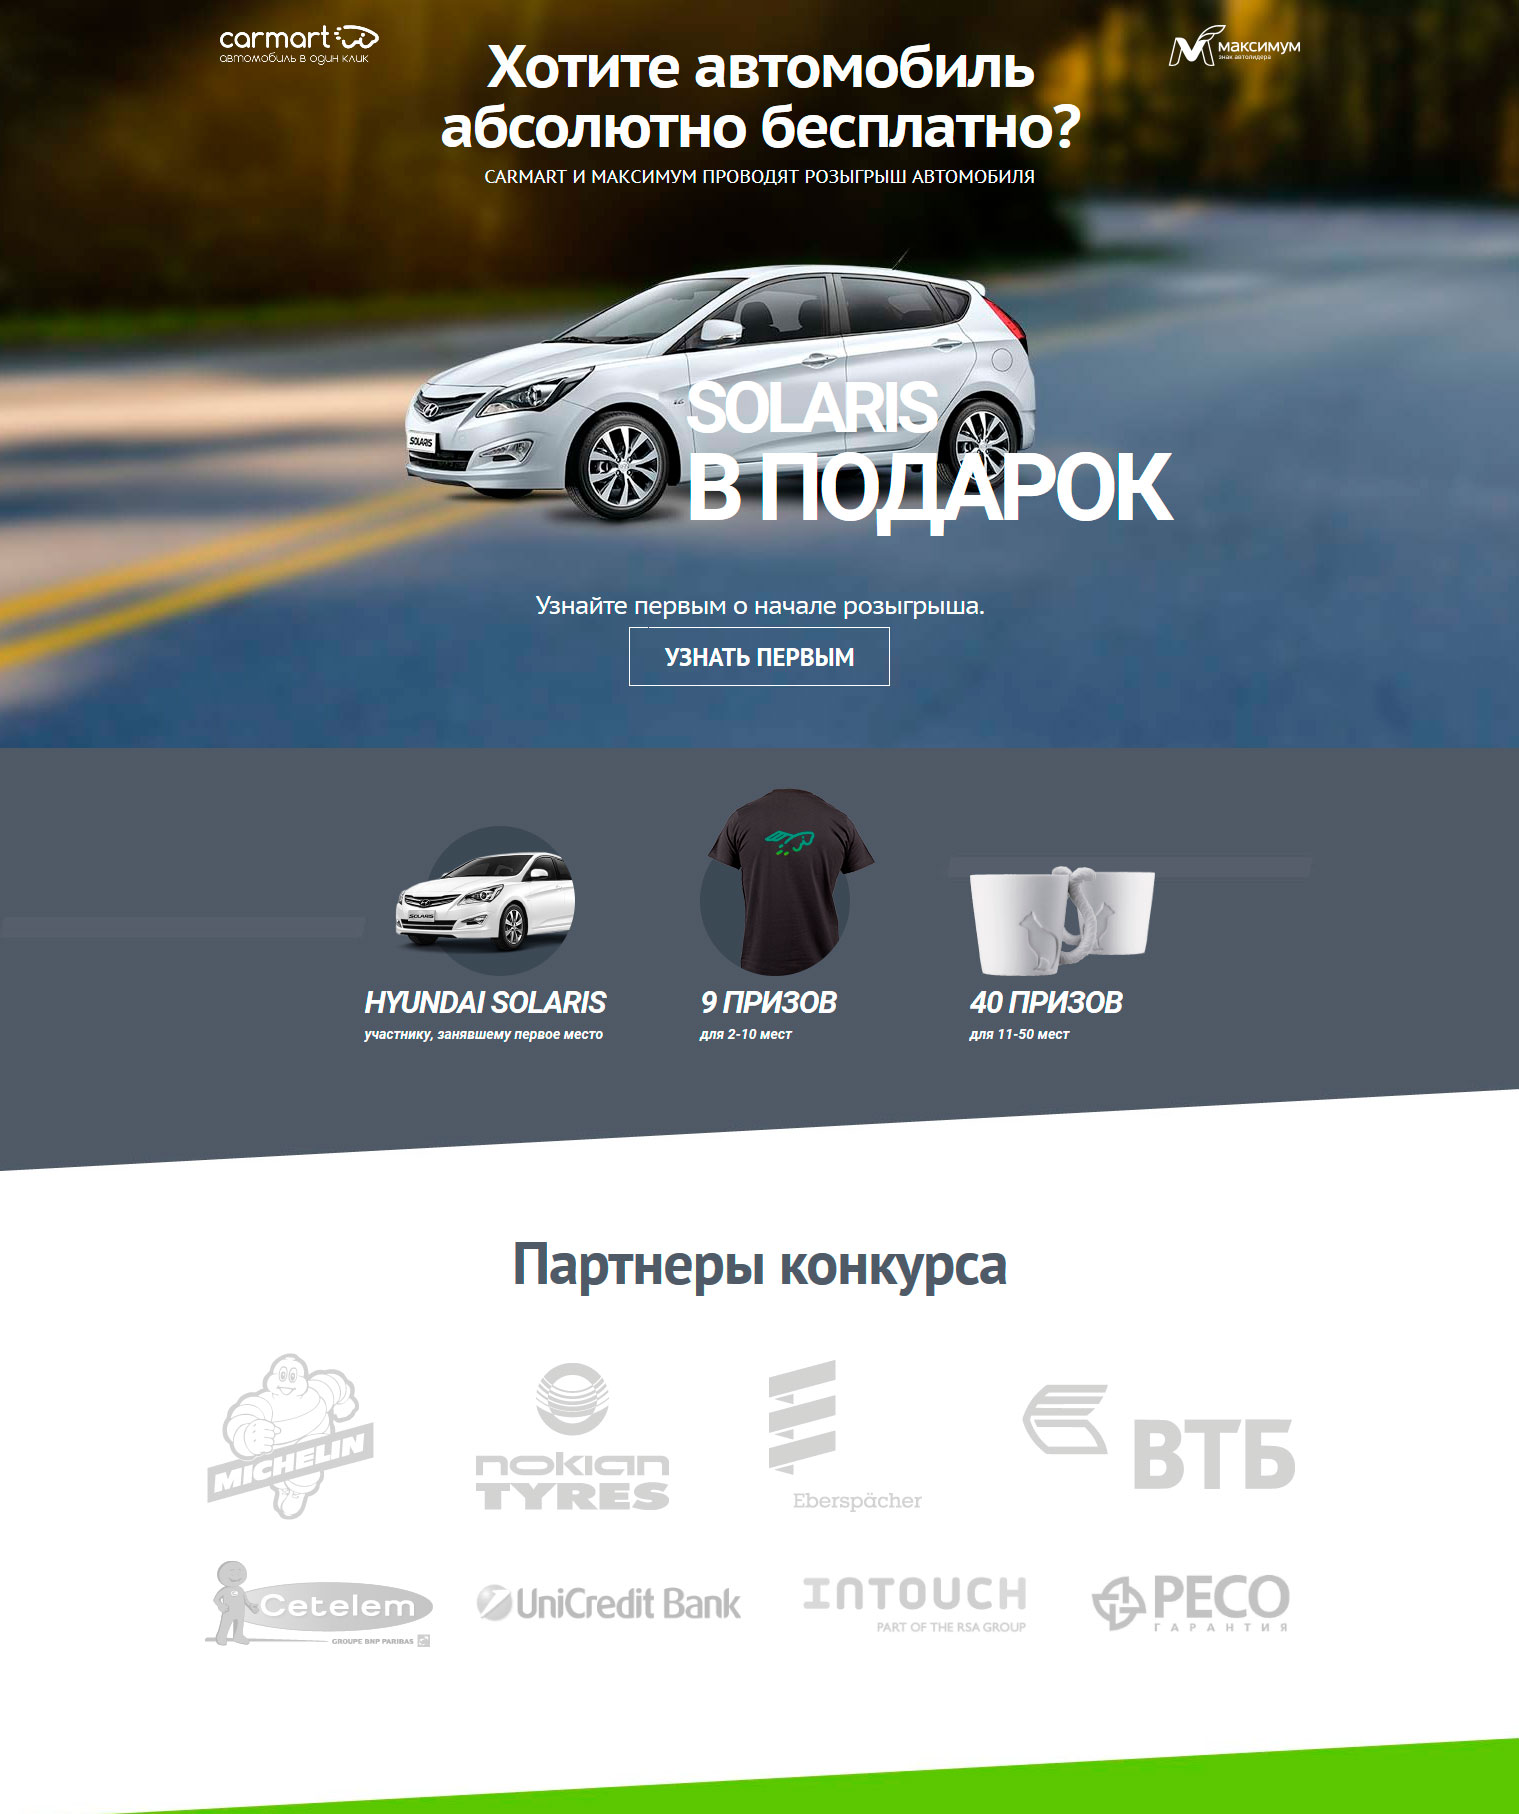 carmart
автомобиль в один клик
максимум
знак автолидера
Хотите автомобиль
абсолютно бесплатно?
CARMART И МАКСИМУМ ПРОВОДЯТ РОЗЫГРЫШ АВТОМОБИЛЯ
SOLARIS
SOLARIS
В ПОДАРОК
Узнайте первым о начале розыгрыша.
УЗНАТЬ ПЕРВЫМ
SOLARIS
HYUNDAI SOLARIS
участнику, занявшему первое место
9 ПРИЗОВ
для 2-10 мест
40 ПРИЗОВ
для 11-50 мест
Партнеры конкурса
MICHELIN
nokian
TYRES
Eberspächer
ВТБ
Cetelem
GROUPE BNP PARIBAS
UniCredit Bank
INTOUCH
PART OF THE RSA GROUP
РЕСО
ГАРАНТИЯ